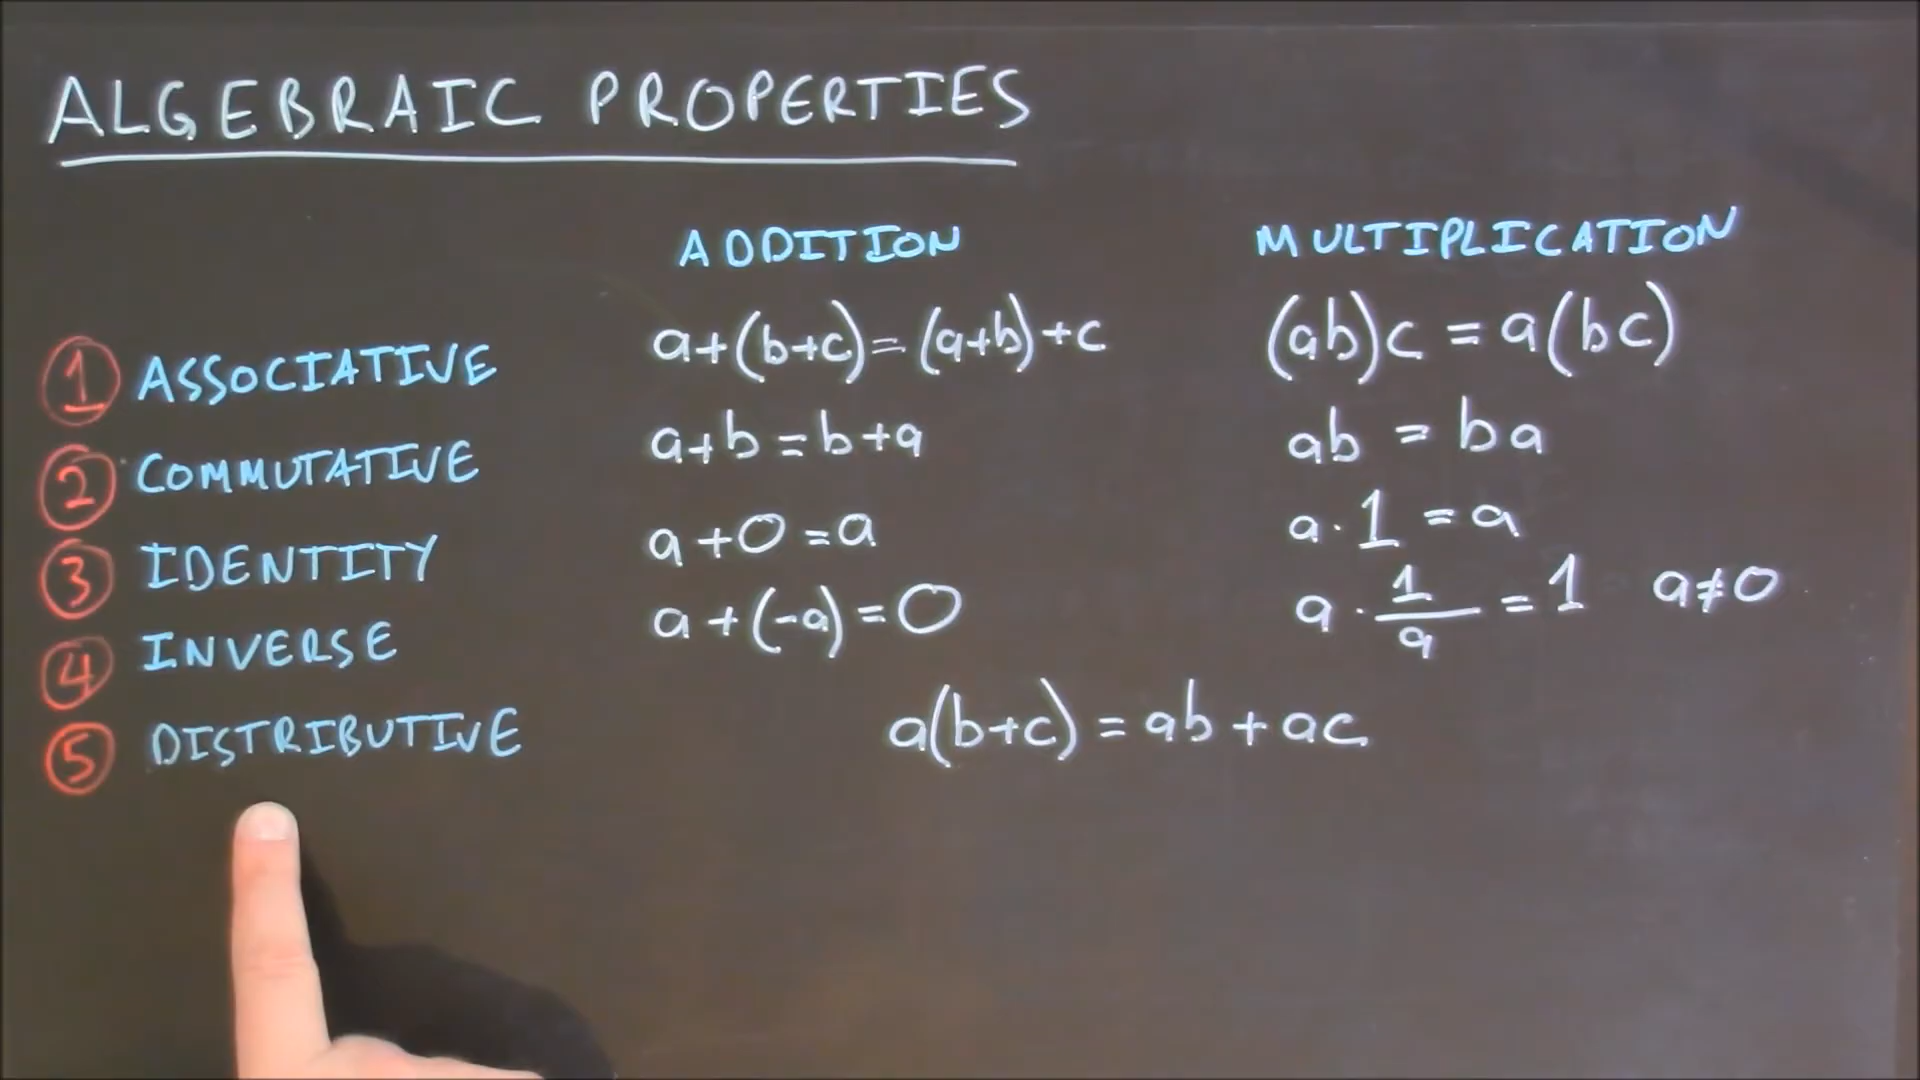 ALGEBRAIC PROPERTIES
ADDITION MULTIPLICATION
① ASSOCIATIVE a+(b+c)=(a+b)+c (ab)c = a(bc)
② COMMUTATIVE a+b=b+a ab = ba
③ IDENTITY a+0=a a·1=a
④ INVERSE a+(-a)=0 a·1/a=1 a≠0
⑤ DISTRIBUTIVE a(b+c)=ab+ac